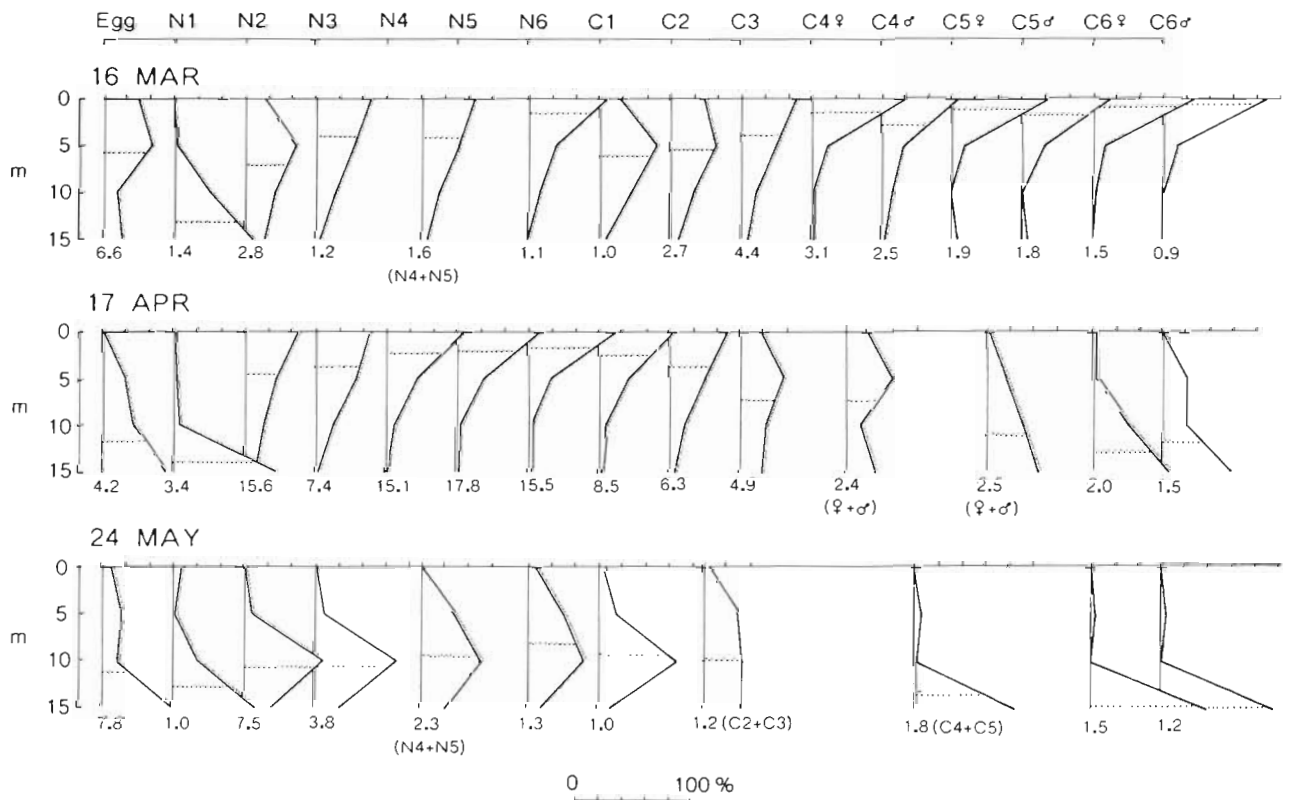 Egg N1 N2 N3 N4 N5 N6 C1 C2 C3 C4♀ C4♂ C5♀ C5♂ C6♀ C6♂
16 MAR
0
5
m
10
15
6.6 1.4 2.8 1.2 1.6 1.1 1.0 2.7 4.4 3.1 2.5 1.9 1.8 1.5 0.9
(N4+N5)
17 APR
0
5
m
10
15
4.2 3.4 15.6 7.4 15.1 17.8 15.5 8.5 6.3 4.9 2.4 2.5 2.0 1.5
(♀+♂) (♀+♂)
24 MAY
0
5
m
10
15
7.8 1.0 7.5 3.8 2.3 1.3 1.0 1.2 (C2+C3) 1.8 (C4+C5) 1.5 1.2
(N4+N5)
0 100 %